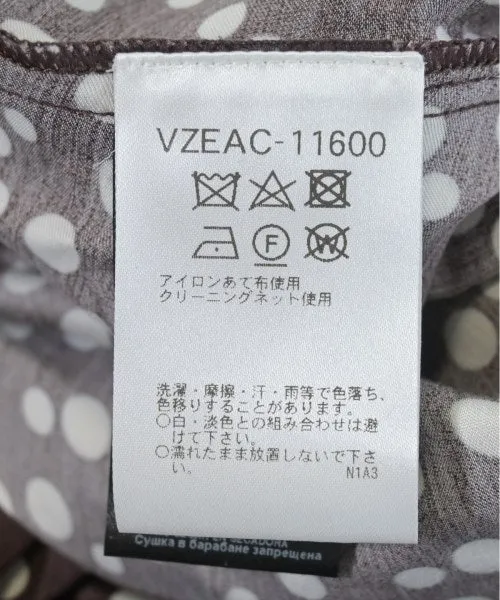 VZEAC-11600
F
W
アイロンあて布使用
クリーニングネット使用
洗濯・摩擦・汗・雨等で色落ち、
色移りすることがあります。
○白・淡色との組み合わせは避
けて下さい。
○濡れたまま放置しないで下さ
い。
N1A3
SECADORA
Сушка в барабане запрещена